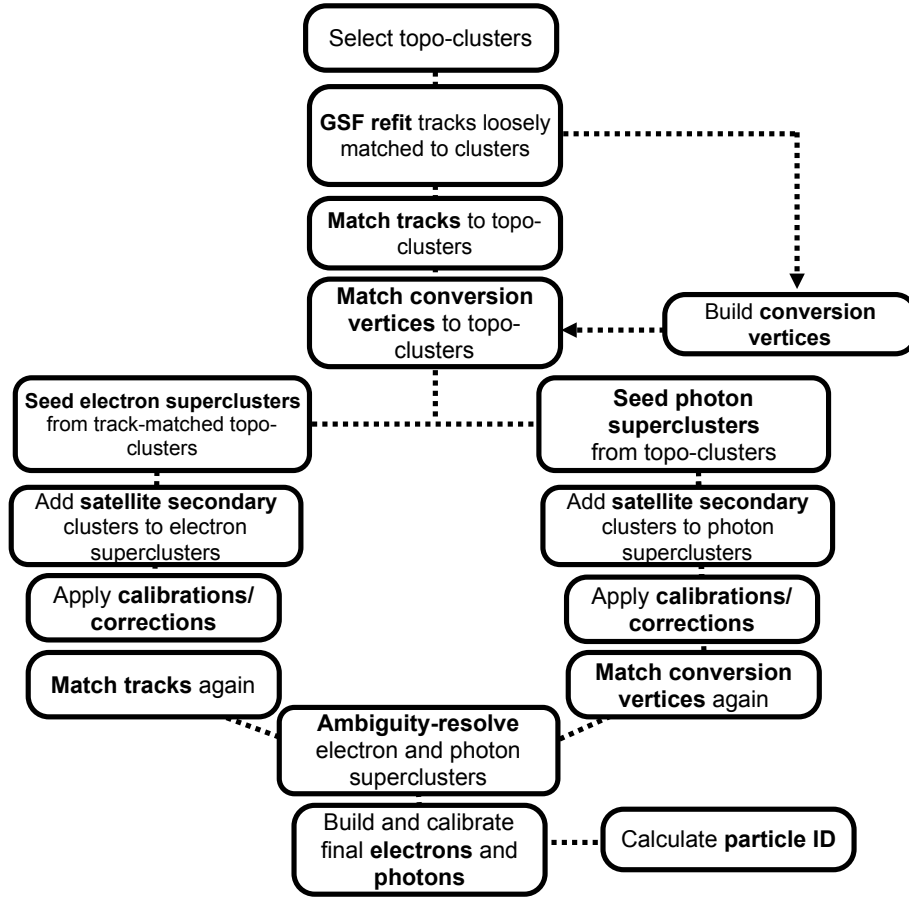 Select topo-clusters
GSF refit tracks loosely
matched to clusters
Match tracks to topo-
clusters
Match conversion
vertices to topo-
clusters
Build conversion
vertices
Seed electron superclusters
from track-matched topo-
clusters
Seed photon
superclusters
from topo-clusters
Add satellite secondary
clusters to electron
superclusters
Add satellite secondary
clusters to photon
superclusters
Apply calibrations/
corrections
Apply calibrations/
corrections
Match tracks again
Match conversion
vertices again
Ambiguity-resolve
electron and photon
superclusters
Build and calibrate
final electrons and
photons
Calculate particle ID